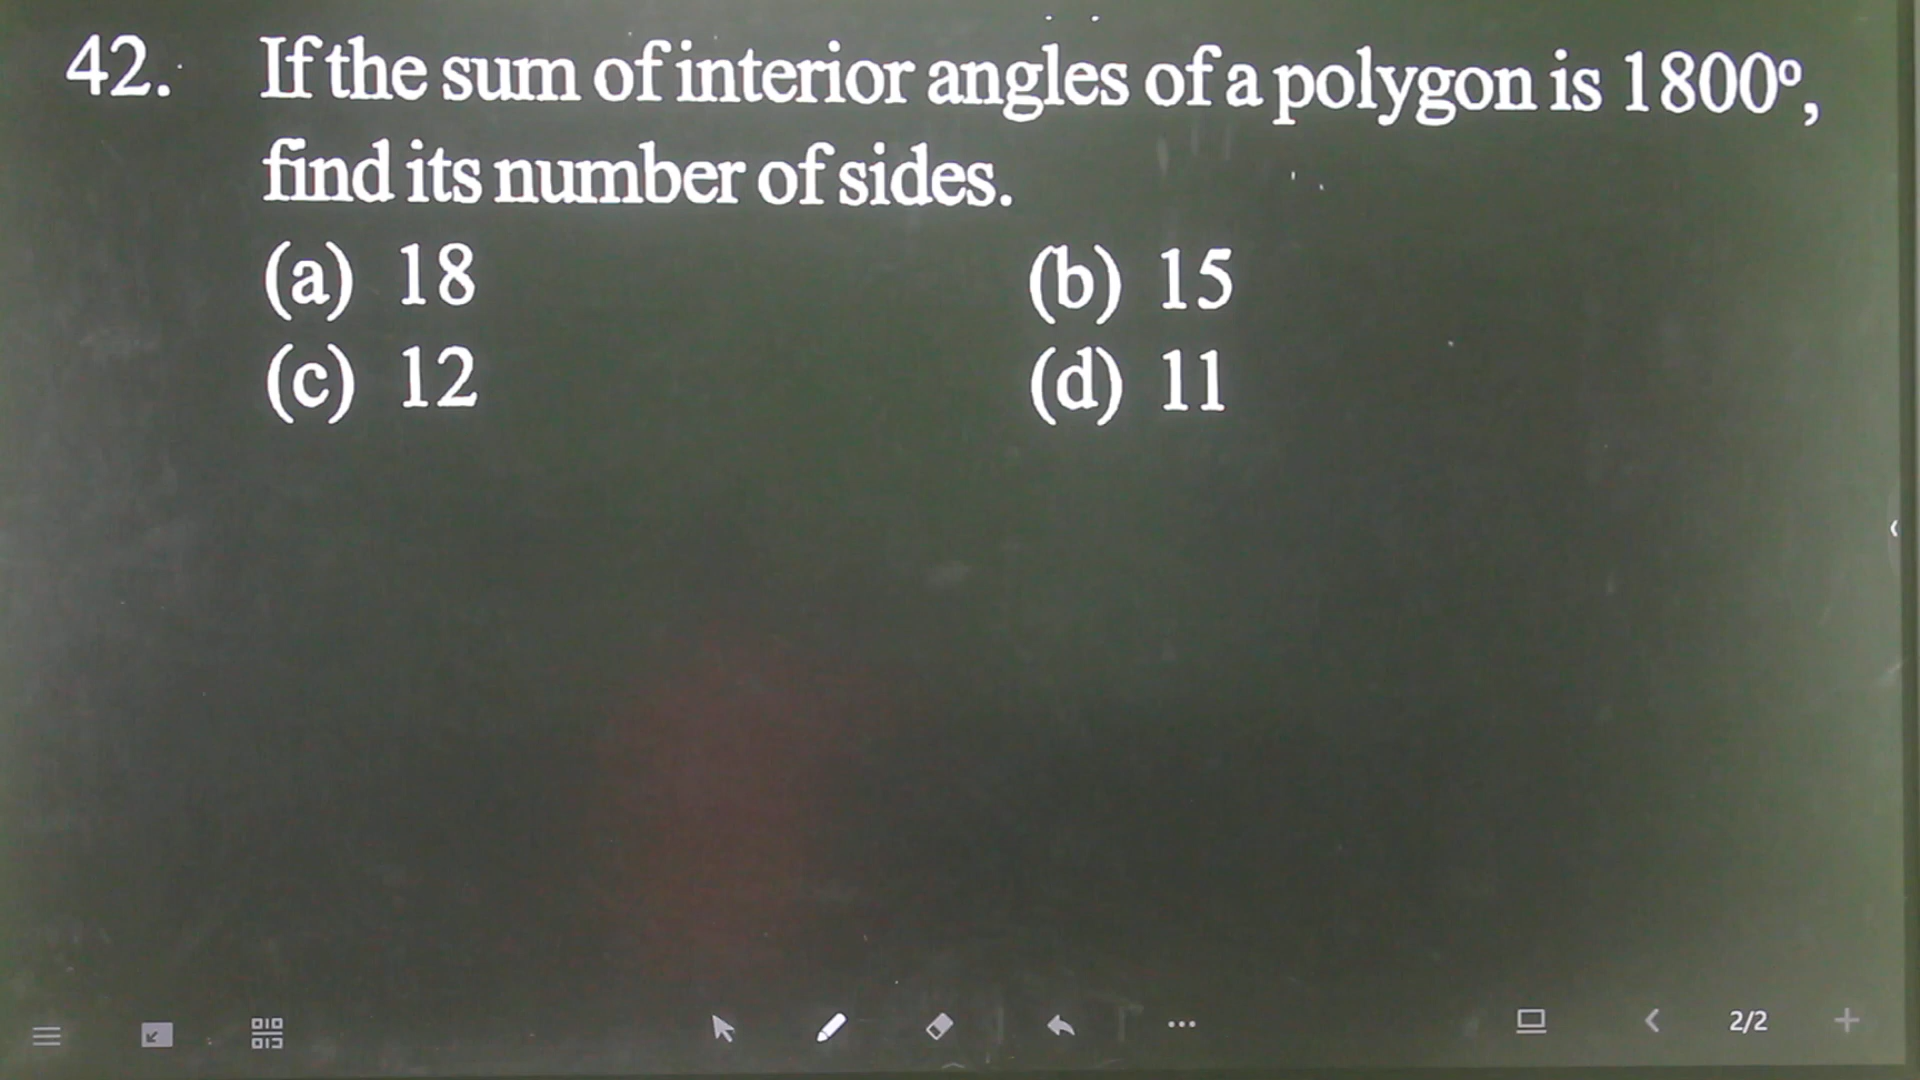 42. If the sum of interior angles of a polygon is 1800º,
find its number of sides.
(a) 18 (b) 15
(c) 12 (d) 11
2/2